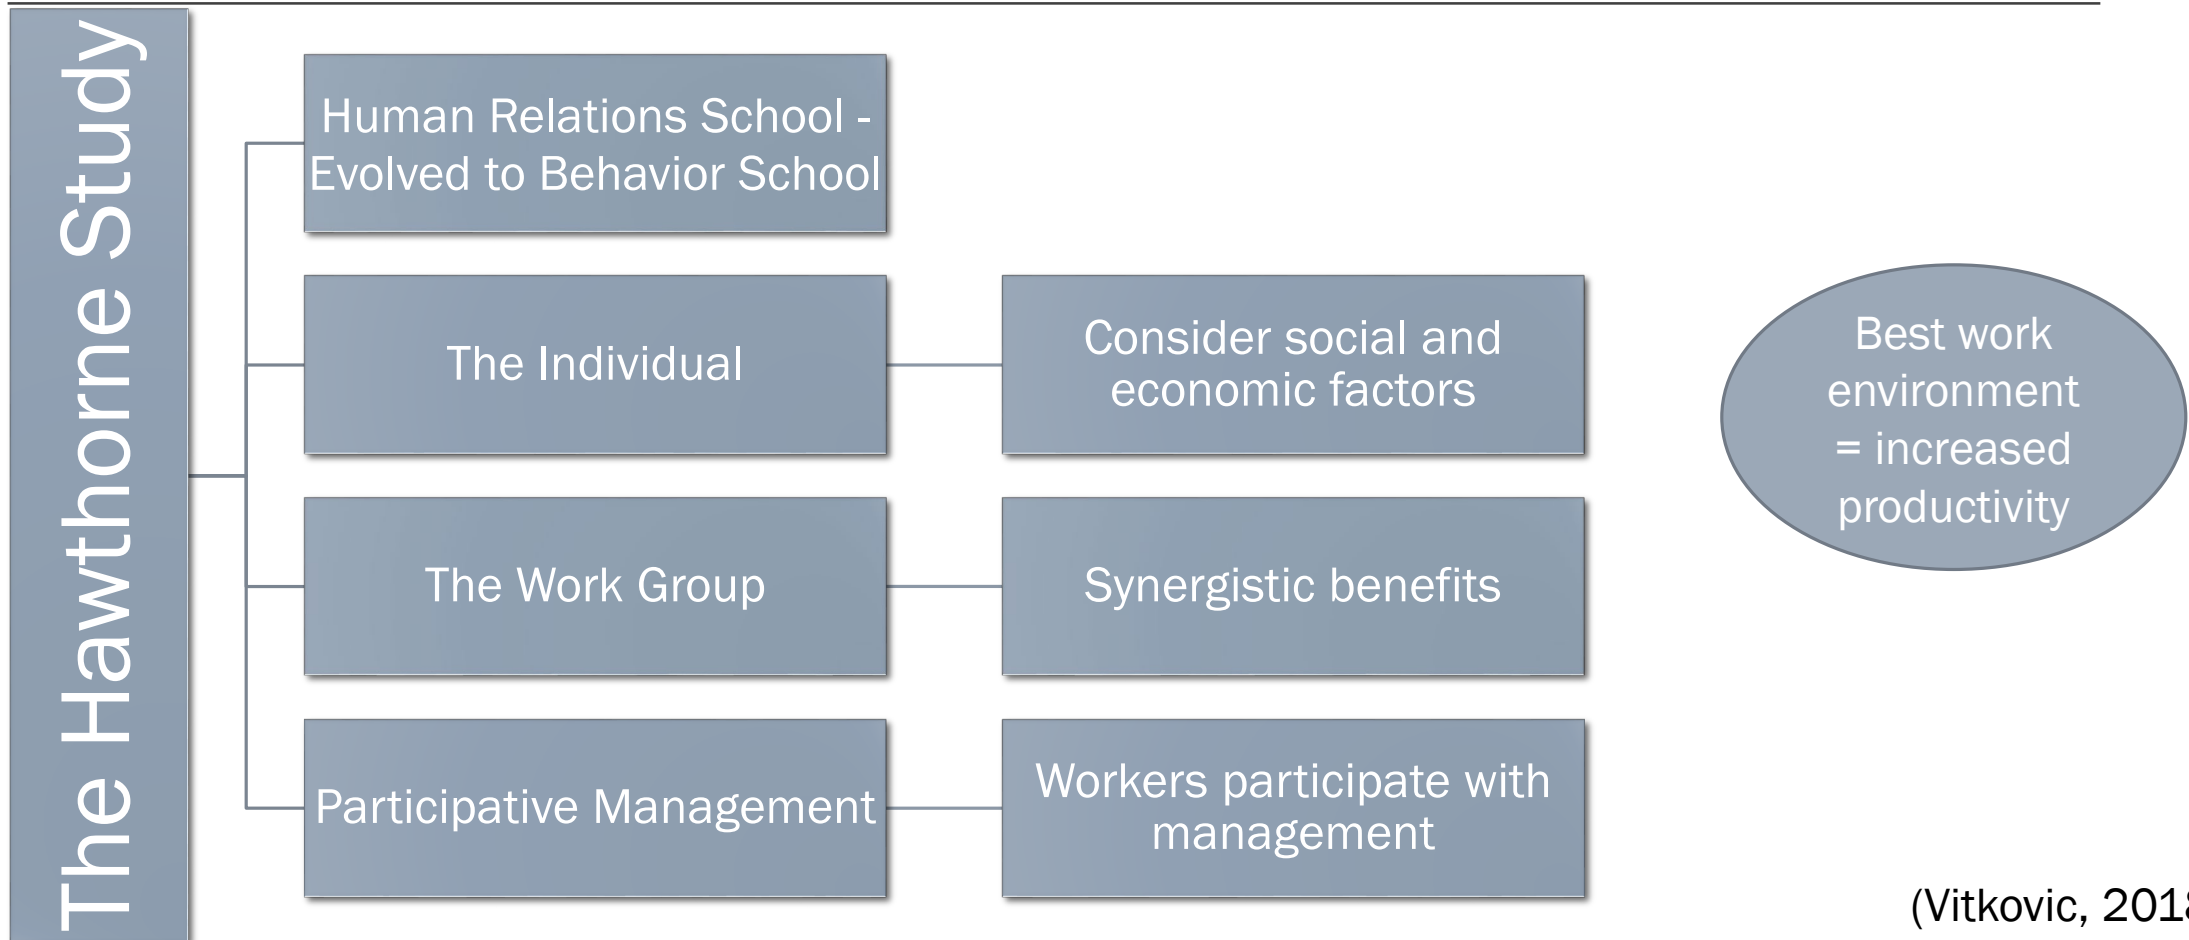 The Hawthorne Study
Human Relations School -
Evolved to Behavior School
The Individual
Consider social and
economic factors
The Work Group
Synergistic benefits
Participative Management
Workers participate with
management
Best work
environment
= increased
productivity
(Vitkovic, 2018